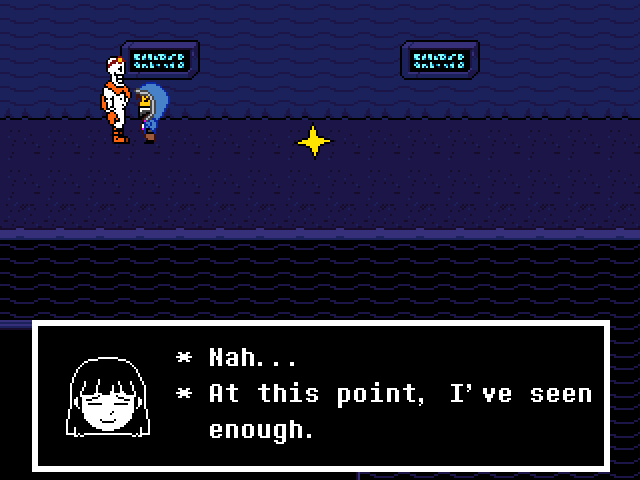 * Nah...
* At this point, I've seen
enough.